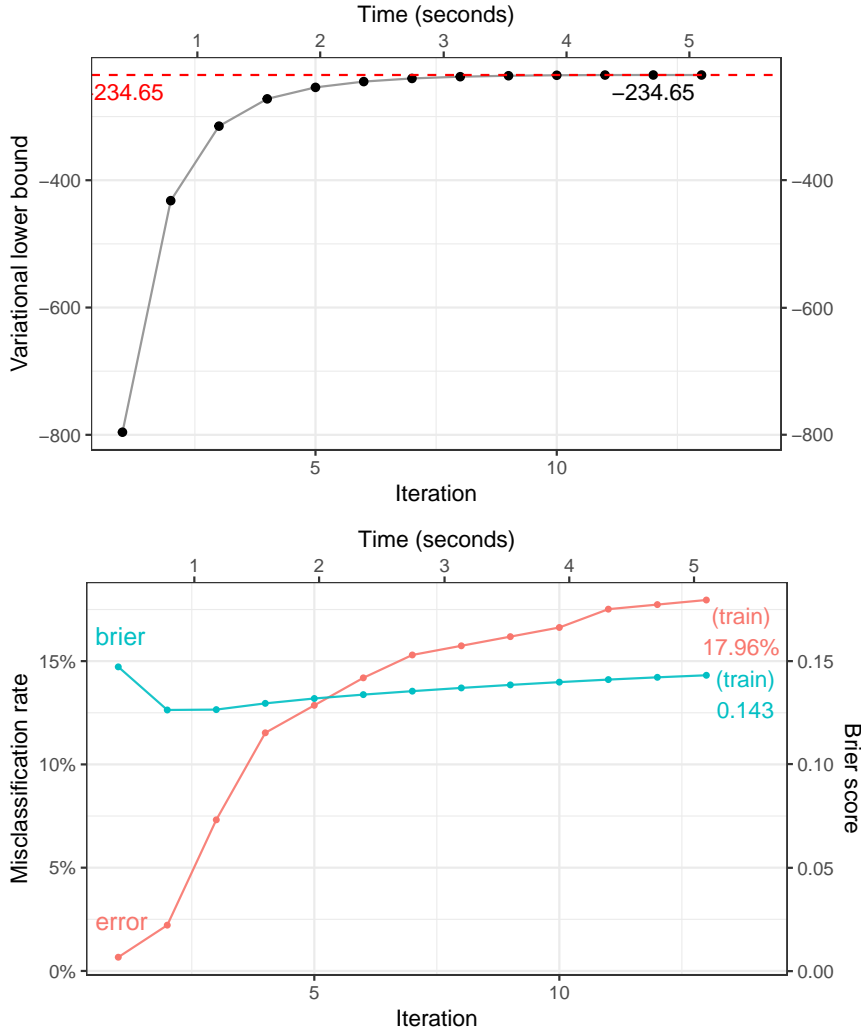 Time (seconds)
1 2 3 4 5
-234.65
−234.65
Variational lower bound
−400 −400
−600 −600
−800 −800
5 10
Iteration
Time (seconds)
1 2 3 4 5
(train)
17.96%
brier
(train)
0.143
15% 0.15
10% 0.10
5% 0.05
0% 0.00
error
Misclassification rate
Brier score
5 10
Iteration